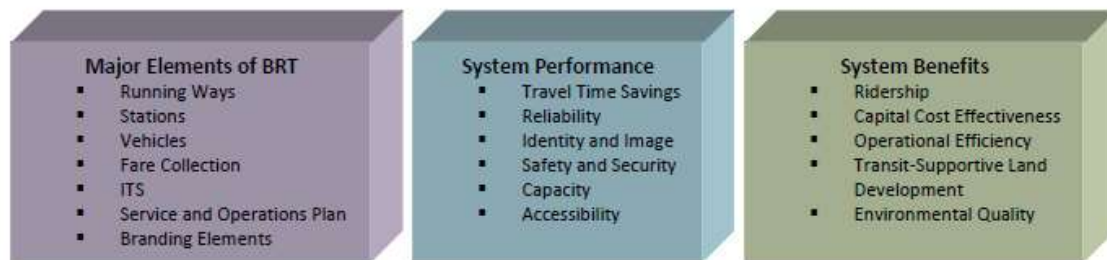 Major Elements of BRT
▪ Running Ways
▪ Stations
▪ Vehicles
▪ Fare Collection
▪ ITS
▪ Service and Operations Plan
▪ Branding Elements
System Performance
▪ Travel Time Savings
▪ Reliability
▪ Identity and Image
▪ Safety and Security
▪ Capacity
▪ Accessibility
System Benefits
▪ Ridership
▪ Capital Cost Effectiveness
▪ Operational Efficiency
▪ Transit-Supportive Land
Development
▪ Environmental Quality